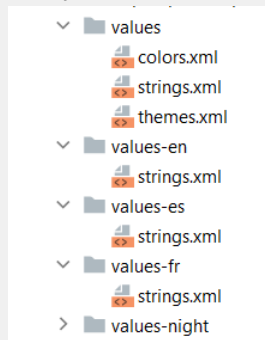 values
colors.xml
strings.xml
themes.xml
values-en
strings.xml
values-es
strings.xml
values-fr
strings.xml
values-night